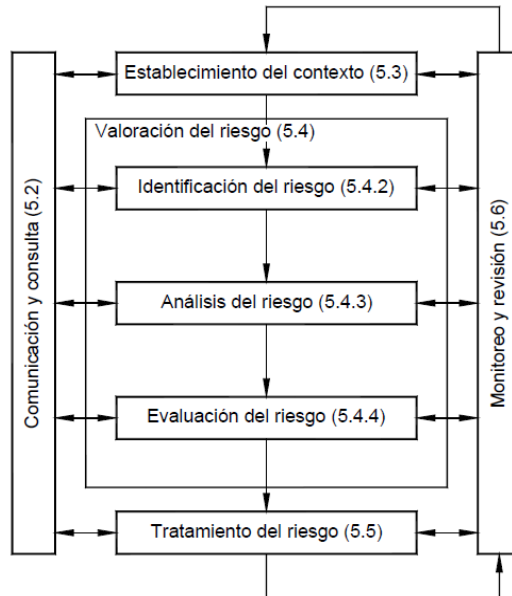 Establecimiento del contexto (5.3)
Valoración del riesgo (5.4)
Identificación del riesgo (5.4.2)
Análisis del riesgo (5.4.3)
Evaluación del riesgo (5.4.4)
Tratamiento del riesgo (5.5)
Comunicación y consulta (5.2)
Monitoreo y revisión (5.6)